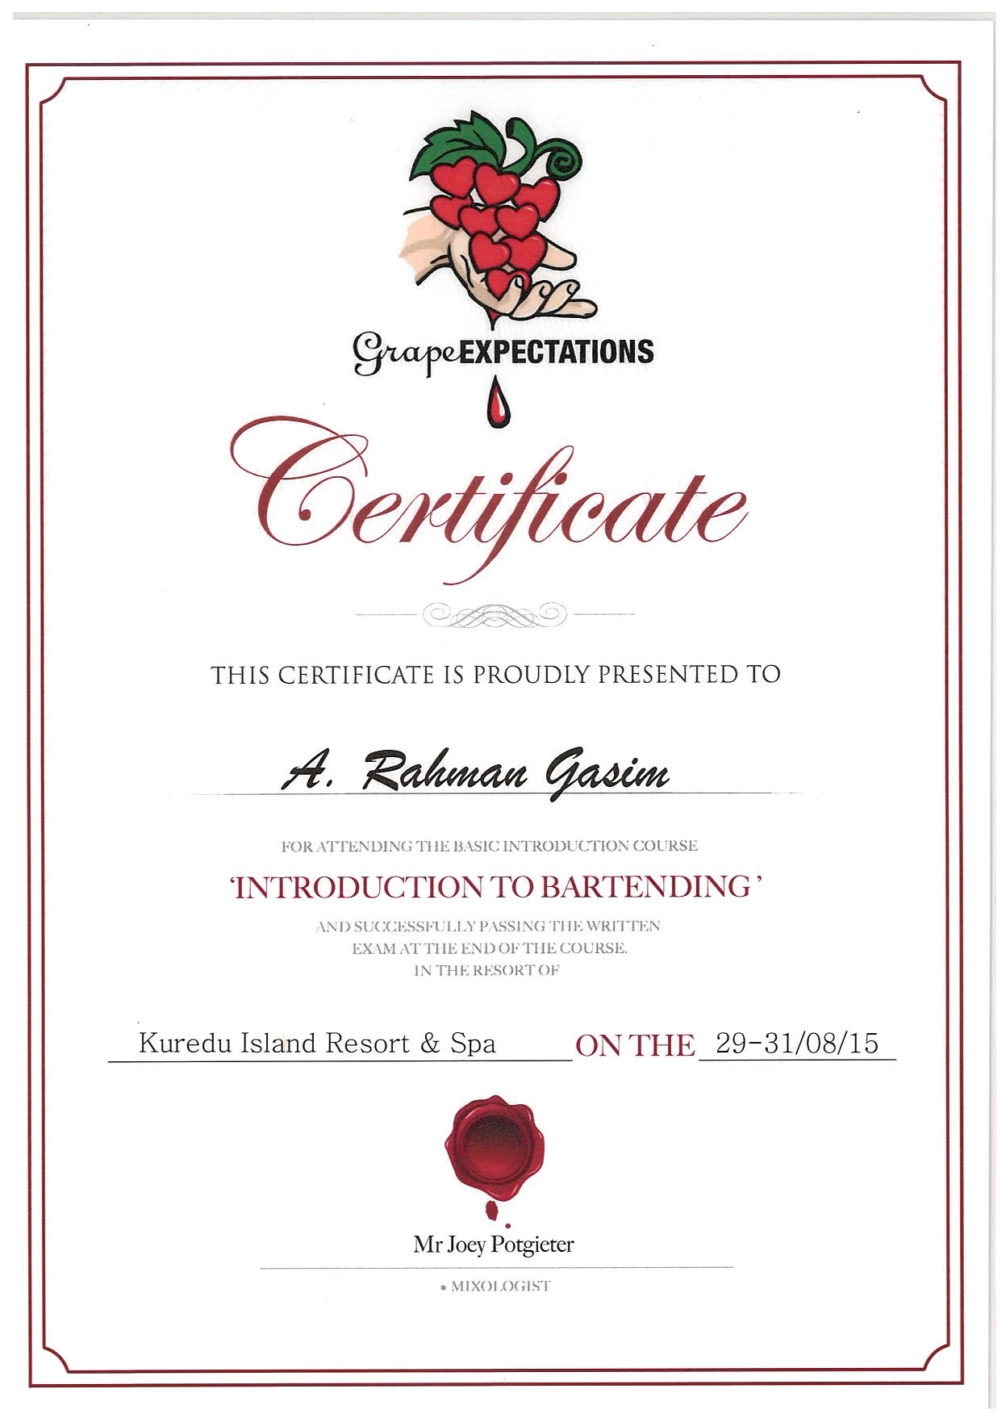 GrapeEXPECTATIONS
Certificate
THIS CERTIFICATE IS PROUDLY PRESENTED TO
A. Rahman Gasim
FOR ATTENDING THE BASIC INTRODUCTION COURSE
‘INTRODUCTION TO BARTENDING’
AND SUCCESSFULLY PASSING THE WRITTEN
EXAM AT THE END OF THE COURSE.
IN THE RESORT OF
Kuredu Island Resort & Spa ON THE 29-31/08/15
Mr Joey Potgieter
• MIXOLOGIST